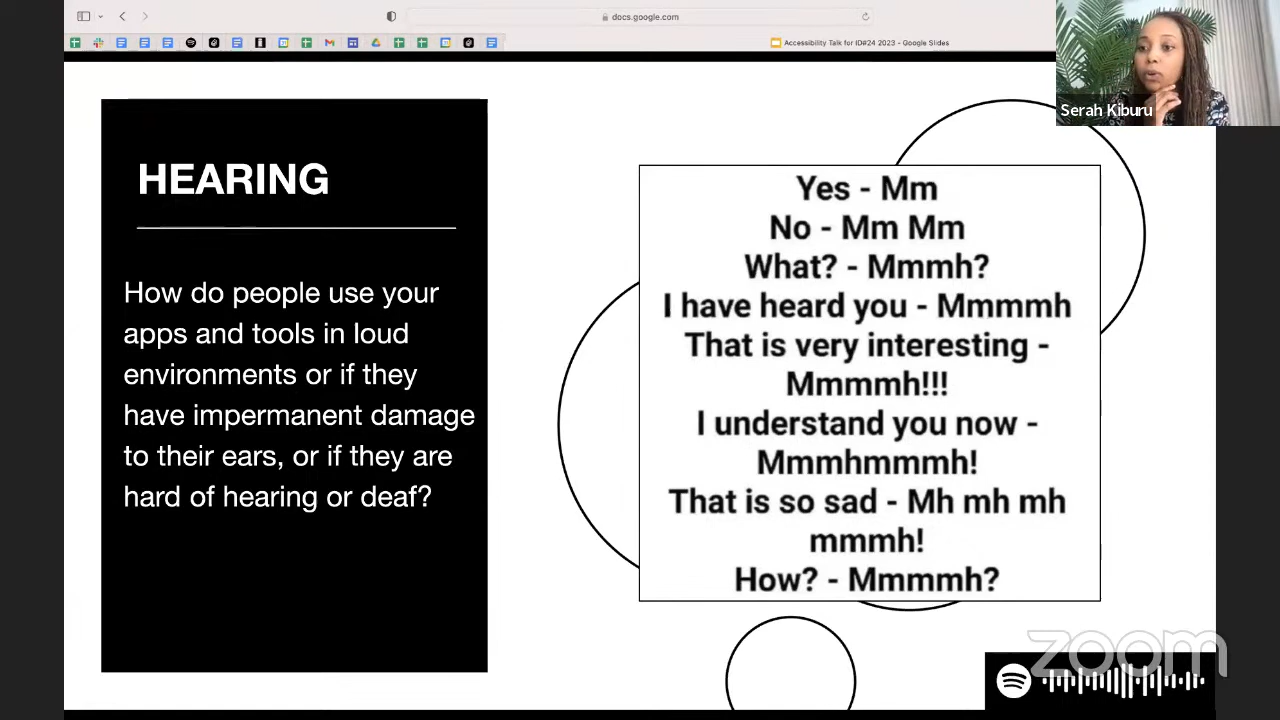 docs.google.com
Accessibility Talk for ID#24 2023 - Google Slides
Serah Kiburu
HEARING
How do people use your
apps and tools in loud
environments or if they
have impermanent damage
to their ears, or if they are
hard of hearing or deaf?
Yes - Mm
No - Mm Mm
What? - Mmmh?
I have heard you - Mmmmh
That is very interesting -
Mmmmh!!!
I understand you now -
Mmmhmmmh!
That is so sad - Mh mh mh
mmmh!
How? - Mmmmh?
zoom